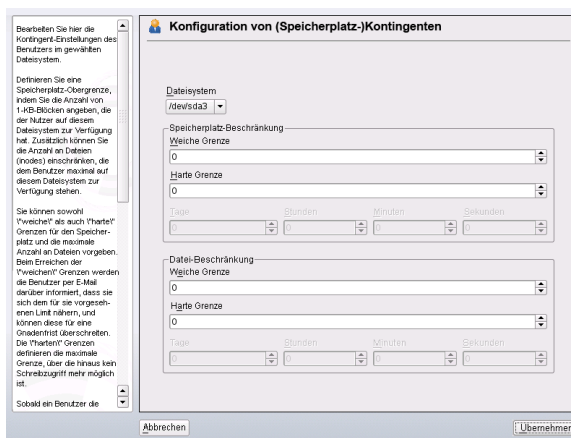 Bearbeiten Sie hier die
Kontingent-Einstellungen des
Benutzers im gewählten
Dateisystem.
Definieren Sie eine
Speicherplatz-Obergrenze,
indem Sie die Anzahl von
1-KB-Blöcken angeben, die
der Nutzer auf diesem
Dateisystem zur Verfügung
hat. Zusätzlich können Sie
die Anzahl an Dateien
(inodes) einschränken, die
dem Benutzer maximal auf
diesem Dateisystem zur
Verfügung stehen.
Sie können sowohl
\"weiche\" als auch \"harte\"
Grenzen für den Speicher-
platz und die maximale
Anzahl an Dateien vorgeben.
Beim Erreichen der
\"weichen\" Grenzen werden
die Benutzer per E-Mail
darüber informiert, dass sie
sich dem für sie vorgeseh-
enen Limit nähern, und
können diese für eine
Gnadenfrist überschreiten.
Die \"harten\" Grenzen
definieren die maximale
Grenze, über die hinaus kein
Schreibzugriff mehr möglich
ist.
Sobald ein Benutzer die
Konfiguration von (Speicherplatz-)Kontingenten
Dateisystem
/dev/sda3
Speicherplatz-Beschränkung
Weiche Grenze
0
Harte Grenze
0
Tage Stunden Minuten Sekunden
0 0 0 0
Datei-Beschränkung
Weiche Grenze
0
Harte Grenze
0
Tage Stunden Minuten Sekunden
0 0 0 0
Abbrechen Übernehmen